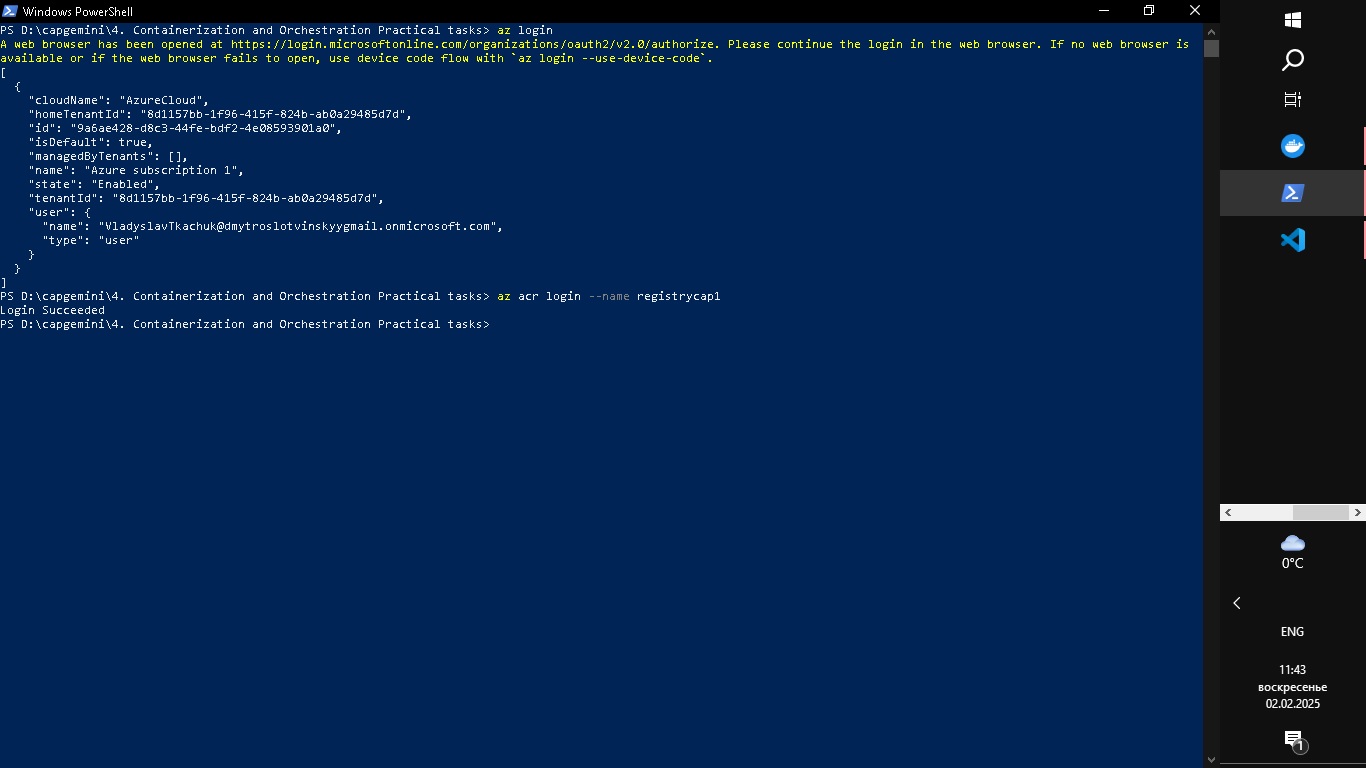 Windows PowerShell
PS D:\capgemini\4. Containerization and Orchestration Practical tasks> az login
A web browser has been opened at https://login.microsoftonline.com/organizations/oauth2/v2.0/authorize. Please continue the login in the web browser. If no web browser is
available or if the web browser fails to open, use device code flow with `az login --use-device-code`.
[
  {
    "cloudName": "AzureCloud",
    "homeTenantId": "8d1157bb-1f96-415f-824b-ab0a29485d7d",
    "id": "9a6ae428-d8c3-44fe-bdf2-4e08593901a0",
    "isDefault": true,
    "managedByTenants": [],
    "name": "Azure subscription 1",
    "state": "Enabled",
    "tenantId": "8d1157bb-1f96-415f-824b-ab0a29485d7d",
    "user": {
      "name": "VladyslavTkachuk@dmytroslotvinskyygmail.onmicrosoft.com",
      "type": "user"
    }
  }
]
PS D:\capgemini\4. Containerization and Orchestration Practical tasks> az acr login --name registrycap1
Login Succeeded
PS D:\capgemini\4. Containerization and Orchestration Practical tasks>
0°C
ENG
11:43
воскресенье
02.02.2025
1